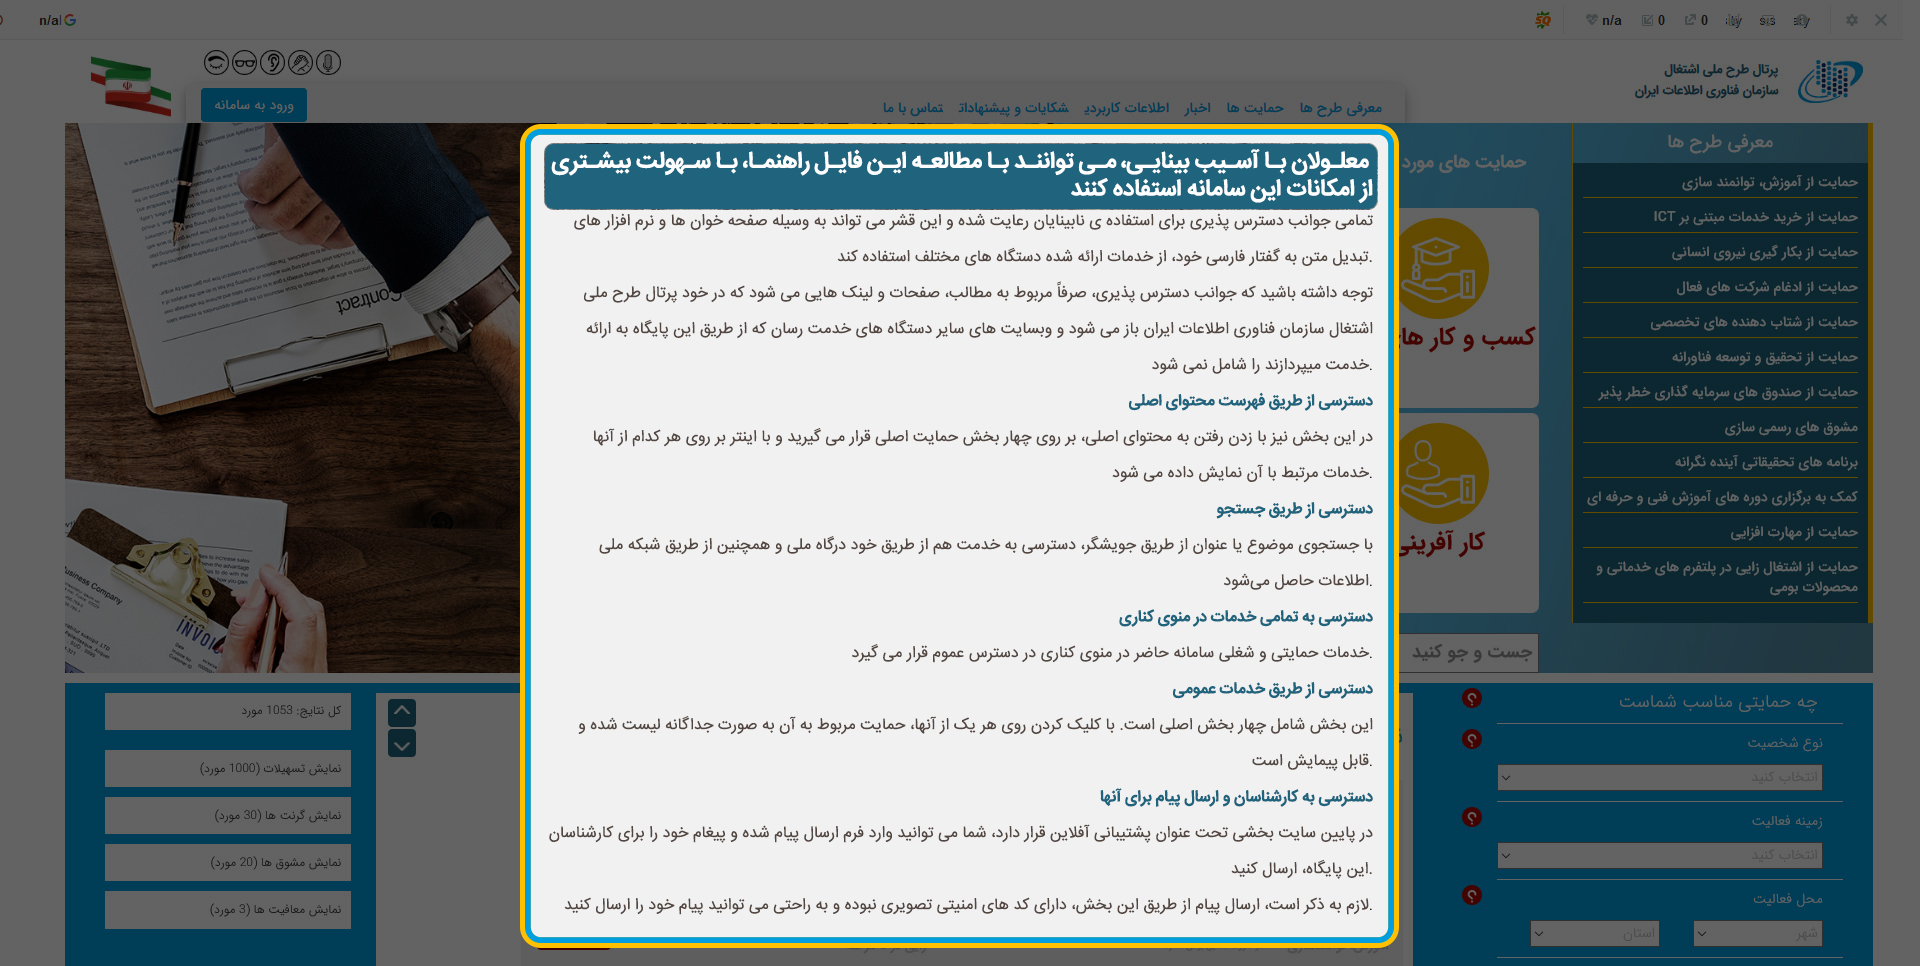 n/a
n/a
0
0
پرتال طرح ملی اشتغال
سازمان فناوری اطلاعات ایران
ورود به سامانه
معرفی طرح ها
حمایت ها
اخبار
اطلاعات کاربردی
شکایات و پیشنهادات
تماس با ما
معلولان با آسیب بینایی، می توانند با مطالعه این فایل راهنما، با سهولت بیشتری
از امکانات این سامانه استفاده کنند
تمامی جوانب دسترس پذیری برای استفاده ی نابینایان رعایت شده و این قشر می تواند به وسیله صفحه خوان ها و نرم افزار های
تبدیل متن به گفتار فارسی خود، از خدمات ارائه شده دستگاه های مختلف استفاده کند.
توجه داشته باشید که جوانب دسترس پذیری، صرفاً مربوط به مطالب، صفحات و لینک هایی می شود که در خود پرتال طرح ملی
اشتغال سازمان فناوری اطلاعات ایران باز می شود و وبسایت های سایر دستگاه های خدمت رسان که از طریق این پایگاه به ارائه
خدمت میپردازند را شامل نمی شود.
دسترسی از طریق فهرست محتوای اصلی
در این بخش نیز با زدن رفتن به محتوای اصلی، بر روی چهار بخش حمایت اصلی قرار می گیرید و با اینتر بر روی هر کدام از آنها
خدمات مرتبط با آن نمایش داده می شود.
دسترسی از طریق جستجو
با جستجوی موضوع یا عنوان از طریق جویشگر، دسترسی به خدمت هم از طریق خود درگاه ملی و همچنین از طریق شبکه ملی
اطلاعات حاصل می‌شود.
دسترسی به تمامی خدمات در منوی کناری
خدمات حمایتی و شغلی سامانه حاضر در منوی کناری در دسترس عموم قرار می گیرد.
دسترسی از طریق خدمات عمومی
این بخش شامل چهار بخش اصلی است. با کلیک کردن روی هر یک از آنها، حمایت مربوط به آن به صورت جداگانه لیست شده و
قابل پیمایش است.
دسترسی به کارشناسان و ارسال پیام برای آنها
در پایین سایت بخشی تحت عنوان پشتیبانی آفلاین قرار دارد، شما می توانید وارد فرم ارسال پیام شده و پیغام خود را برای کارشناسان
این پایگاه، ارسال کنید.
لازم به ذکر است، ارسال پیام از طریق این بخش، دارای کد های امنیتی تصویری نبوده و به راحتی می توانید پیام خود را ارسال کنید.
معرفی طرح ها
حمایت از آموزش، توانمند سازی
حمایت از خرید خدمات مبتنی بر ICT
حمایت از بکار گیری نیروی انسانی
حمایت از ادغام شرکت های فعال
حمایت از شتاب دهنده های تخصصی
حمایت از تحقیق و توسعه فناورانه
حمایت از صندوق های سرمایه گذاری خطر پذیر
مشوق های رسمی سازی
برنامه های تحقیقاتی آینده نگرانه
کمک به برگزاری دوره های آموزش فنی و حرفه ای
حمایت از مهارت افزایی
حمایت از اشتغال زایی در پلتفرم های خدماتی و
محصولات بومی
حمایت های مورد
کسب و کار ها
کار آفرینی
جست و جو کنید
Contract
Business Company
INVOIC
چه حمایتی مناسب شماست
نوع شخصیت
انتخاب کنید
زمینه فعالیت
انتخاب کنید
محل فعالیت
شهر
استان
کل نتایج: 1053 مورد
نمایش تسهیلات (1000 مورد)
نمایش گرنت ها (30 مورد)
نمایش مشوق ها (20 مورد)
نمایش معافیت ها (3 مورد)